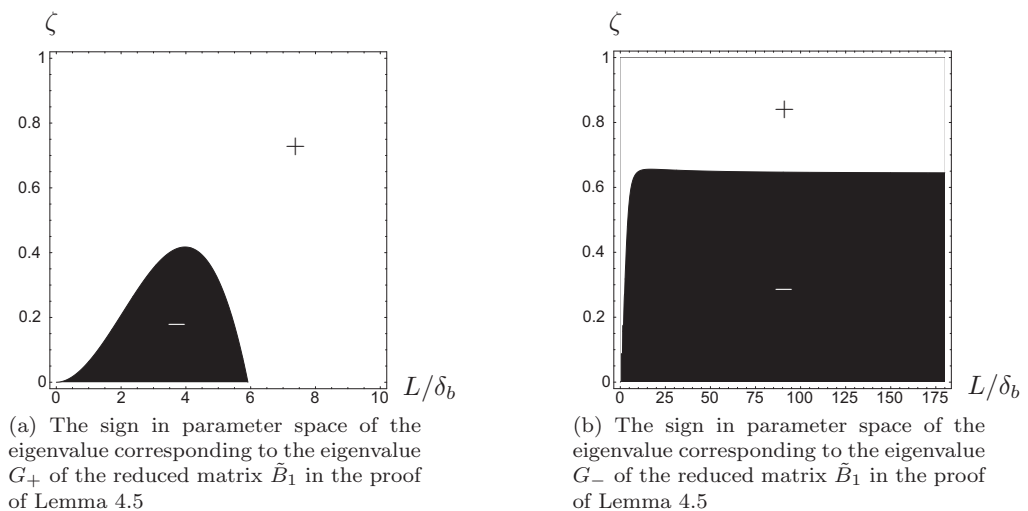 ζ
1
0.8
+
0.6
0.4
0.2
−
0
0 2 4 6 8 10
L/δ_b
(a) The sign in parameter space of the
eigenvalue corresponding to the eigenvalue
G₊ of the reduced matrix B̃₁ in the proof
of Lemma 4.5
ζ
1
+
0.8
0.6
0.4
−
0.2
0
0 25 50 75 100 125 150 175
L/δ_b
(b) The sign in parameter space of the
eigenvalue corresponding to the eigenvalue
G₋ of the reduced matrix B̃₁ in the proof
of Lemma 4.5